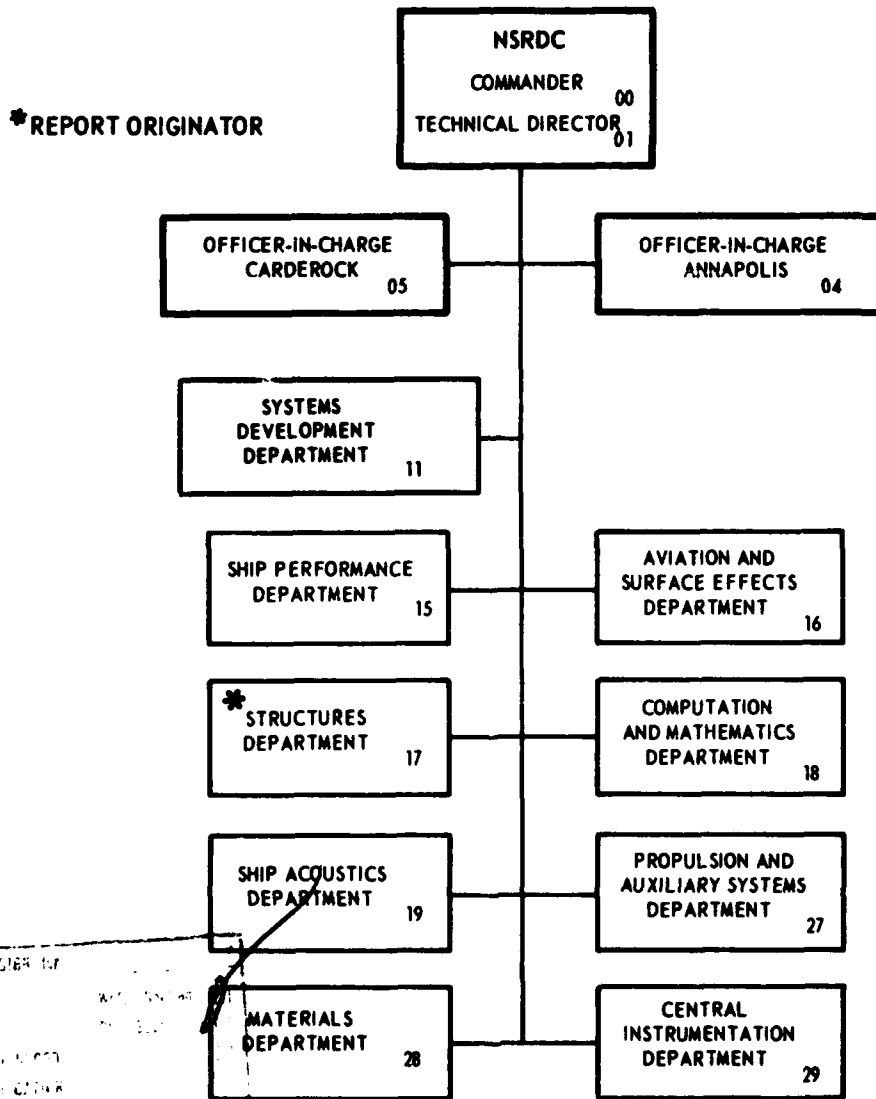 NSRDC
COMMANDER
00
TECHNICAL DIRECTOR
01
*REPORT ORIGINATOR
OFFICER-IN-CHARGE
CARDEROCK
05
OFFICER-IN-CHARGE
ANNAPOLIS
04
SYSTEMS
DEVELOPMENT
DEPARTMENT
11
SHIP PERFORMANCE
DEPARTMENT
15
AVIATION AND
SURFACE EFFECTS
DEPARTMENT
16
*STRUCTURES
DEPARTMENT
17
COMPUTATION
AND MATHEMATICS
DEPARTMENT
18
SHIP ACOUSTICS
DEPARTMENT
19
PROPULSION AND
AUXILIARY SYSTEMS
DEPARTMENT
27
MATERIALS
DEPARTMENT
28
CENTRAL
INSTRUMENTATION
DEPARTMENT
29